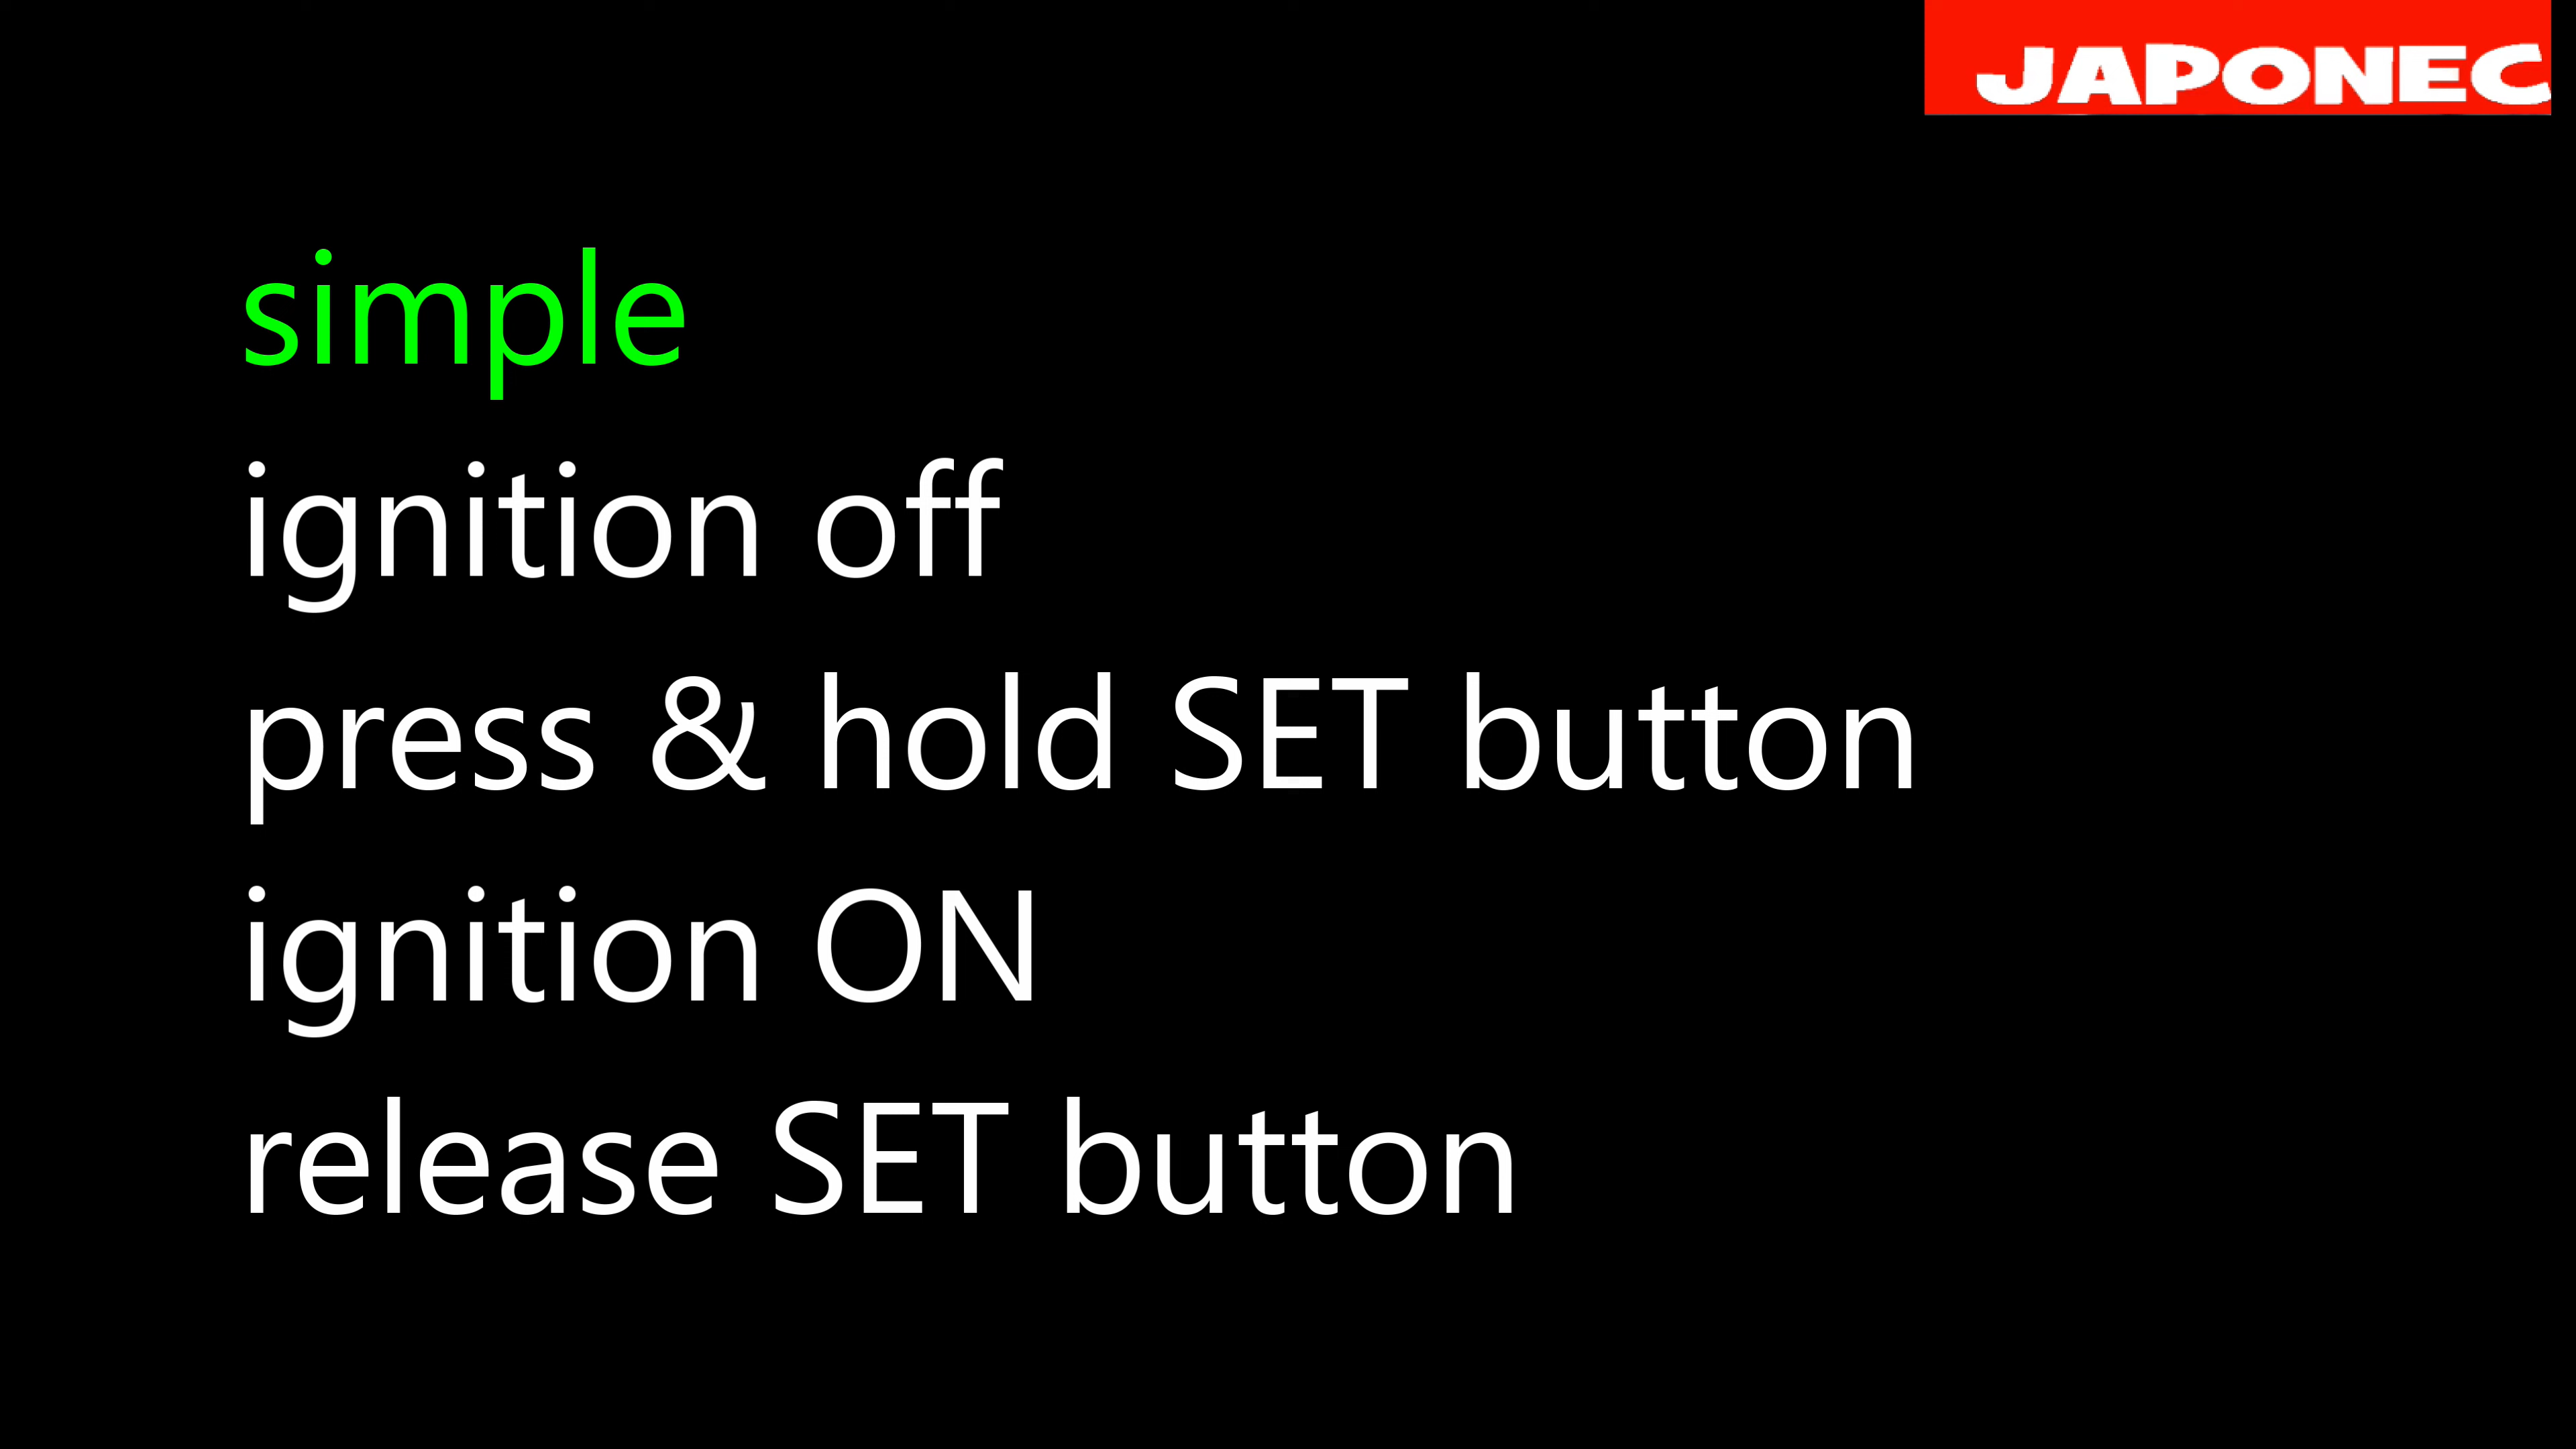 JAPONEC
simple
ignition off
press & hold SET button
ignition ON
release SET button